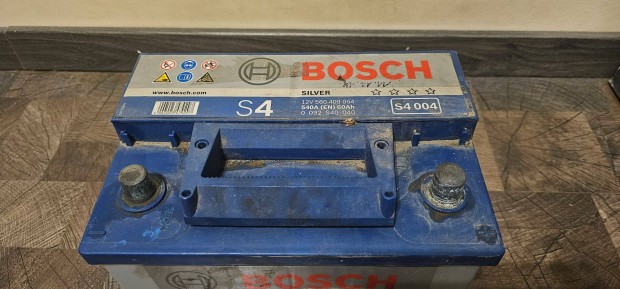 BOSCH
www.bosch.com
SILVER
S4
12V 560 409 054
540A (EN) 60Ah
0 092 S40 040
S4 004
BOSCH